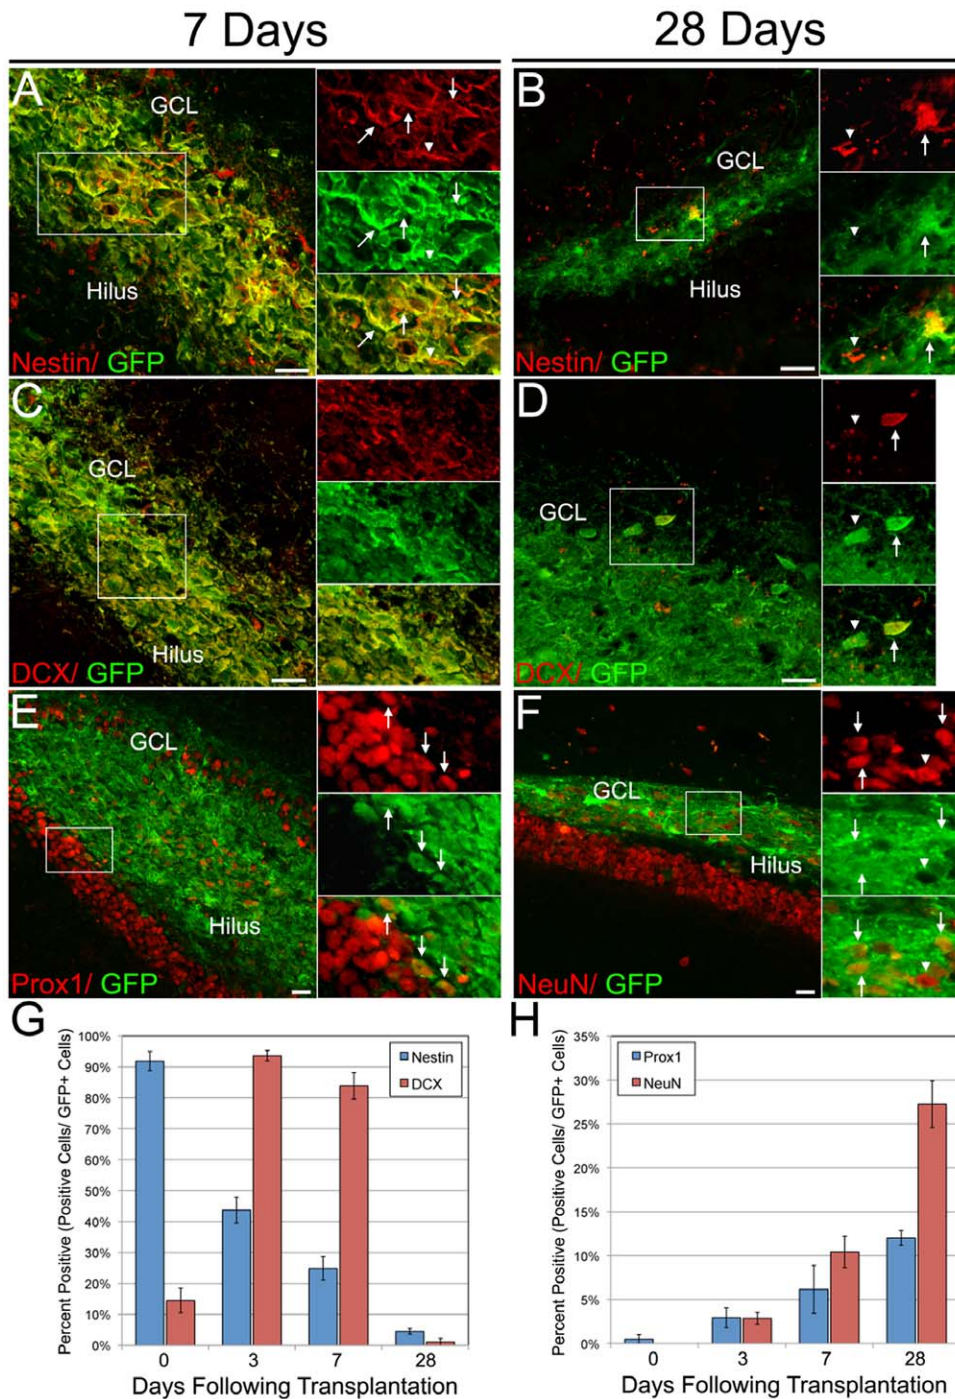 7 Days
28 Days
A
GCL
Hilus
Nestin/ GFP
B
GCL
Hilus
Nestin/ GFP
C
GCL
Hilus
DCX/ GFP
D
GCL
DCX/ GFP
E
GCL
Hilus
Prox1/ GFP
F
GCL
Hilus
NeuN/ GFP
G
Percent Positive (Positive Cells/ GFP+ Cells)
100%
90%
80%
70%
60%
50%
40%
30%
20%
10%
0%
Nestin
DCX
0 3 7 28
Days Following Transplantation
H
Percent Positive (Positive Cells/ GFP+ Cells)
35%
30%
25%
20%
15%
10%
5%
0%
Prox1
NeuN
0 3 7 28
Days Following Transplantation